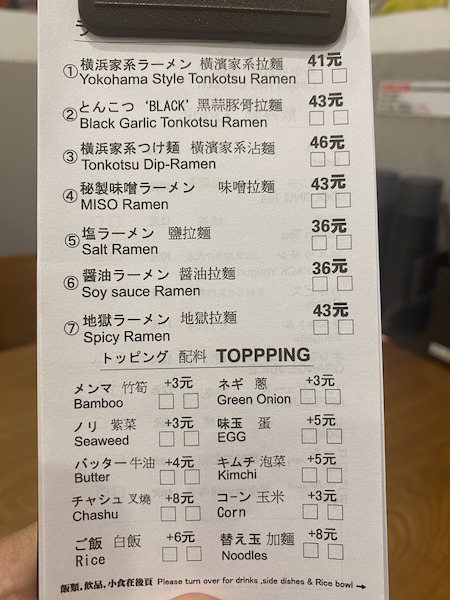 ① 横浜家系ラーメン 橫濱家系拉麵 41元
Yokohama Style Tonkotsu Ramen
② とんこつ 'BLACK' 黑蒜豚骨拉麵 43元
Black Garlic Tonkotsu Ramen
③ 横浜家系つけ麺 橫濱家系沾麵 46元
Tonkotsu Dip-Ramen
④ 秘製味噌ラーメン 味噌拉麵 43元
MISO Ramen
⑤ 塩ラーメン 鹽拉麵 36元
Salt Ramen
⑥ 醤油ラーメン 醬油拉麵 36元
Soy sauce Ramen
⑦ 地獄ラーメン 地獄拉麵 43元
Spicy Ramen
トッピング 配料 TOPPPING
メンマ 竹筍 +3元 ネギ 蔥 +3元
Bamboo Green Onion
ノリ 紫菜 +3元 味玉 蛋 +5元
Seaweed EGG
バッター 牛油 +4元 キムチ 泡菜 +5元
Butter Kimchi
チャシュ 叉燒 +8元 コーン 玉米 +3元
Chashu Corn
ご飯 白飯 +6元 替え玉 加麵 +8元
Rice Noodles
飯類,飲品,小食在後頁 Please turn over for drinks ,side dishes & Rice bowl →